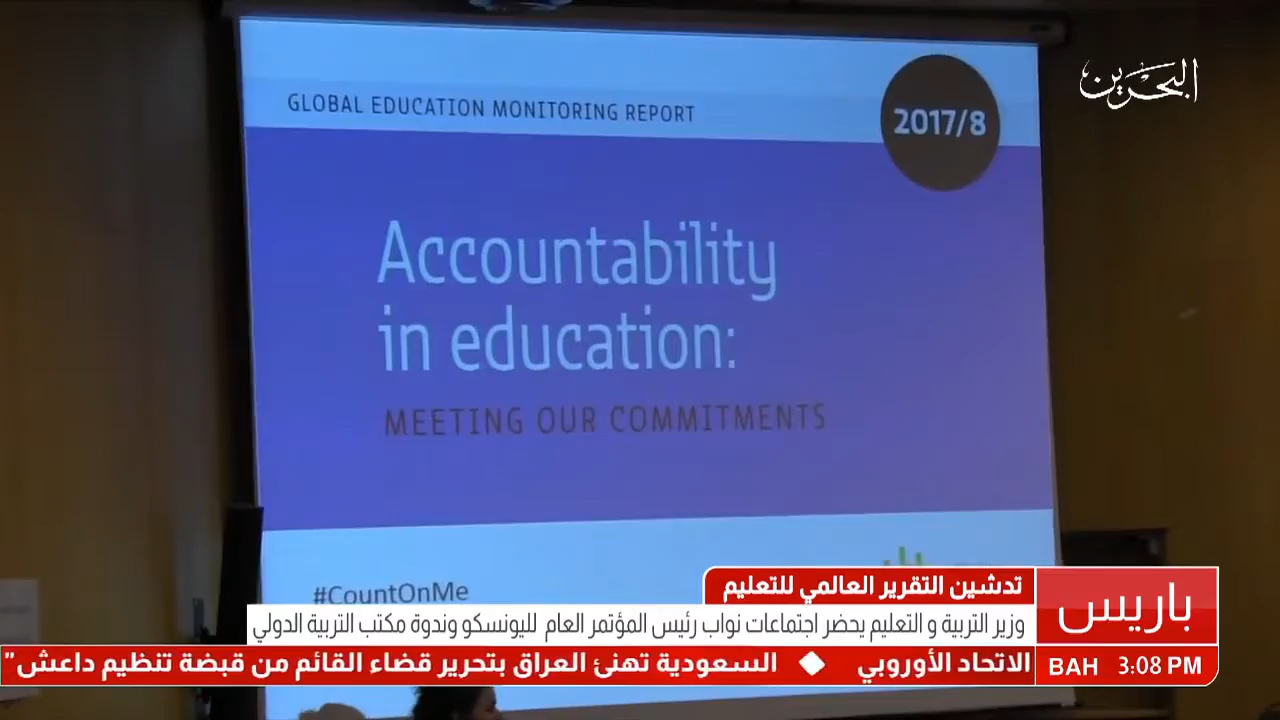 البحرين
GLOBAL EDUCATION MONITORING REPORT
2017/8
Accountability
in education:
MEETING OUR COMMITMENTS
#CountOnMe
تدشين التقرير العالمي للتعليم
باريس
وزير التربية و التعليم يحضر اجتماعات نواب رئيس المؤتمر العام لليونسكو وندوة مكتب التربية الدولي
الاتحاد الأوروبي ◆ السعودية تهنئ العراق بتحرير قضاء القائم من قبضة تنظيم داعش"
BAH 3:08 PM